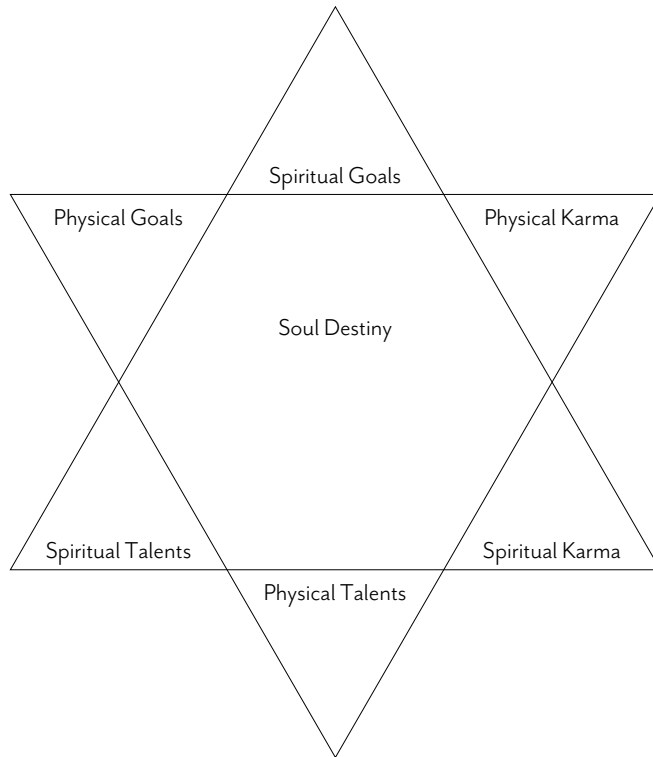 Spiritual Goals
Physical Goals
Physical Karma
Soul Destiny
Spiritual Talents
Spiritual Karma
Physical Talents